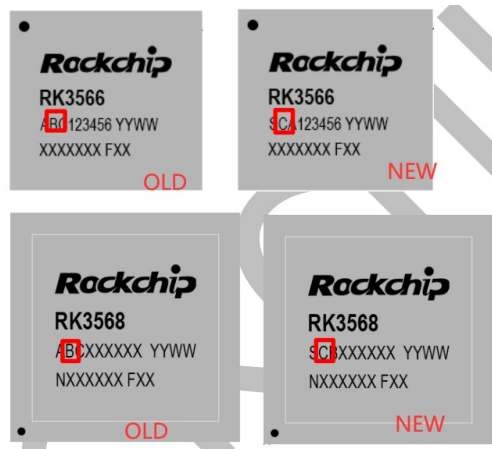 Rockchip
RK3566
ABC123456 YYWW
XXXXXXX FXX
OLD
Rockchip
RK3566
SCA123456 YYWW
XXXXXXX FXX
NEW
Rockchip
RK3568
ABCXXXXXX YYWW
NXXXXXX FXX
OLD
Rockchip
RK3568
SCBXXXXXX YYWW
NXXXXXX FXX
NEW